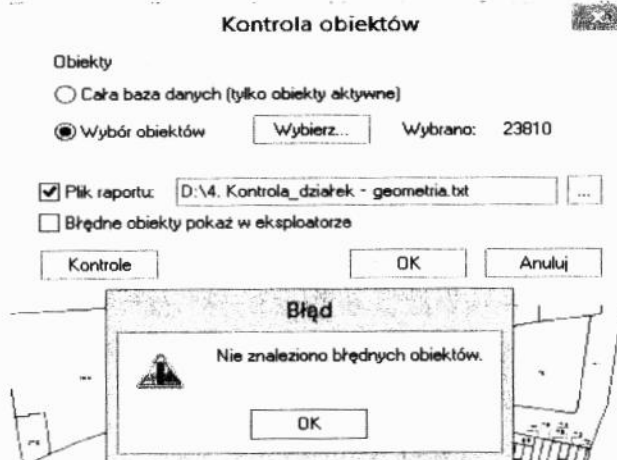 Kontrola obiektów
Obiekty
Cała baza danych (tylko obiekty aktywne)
Wybór obiektów Wybierz... Wybrano: 23810
Plik raportu: D:\4. Kontrola_działek - geometria.txt ...
Błędne obiekty pokaż w eksploatorze
Kontrole OK Anuluj
Błąd
Nie znaleziono błędnych obiektów.
OK